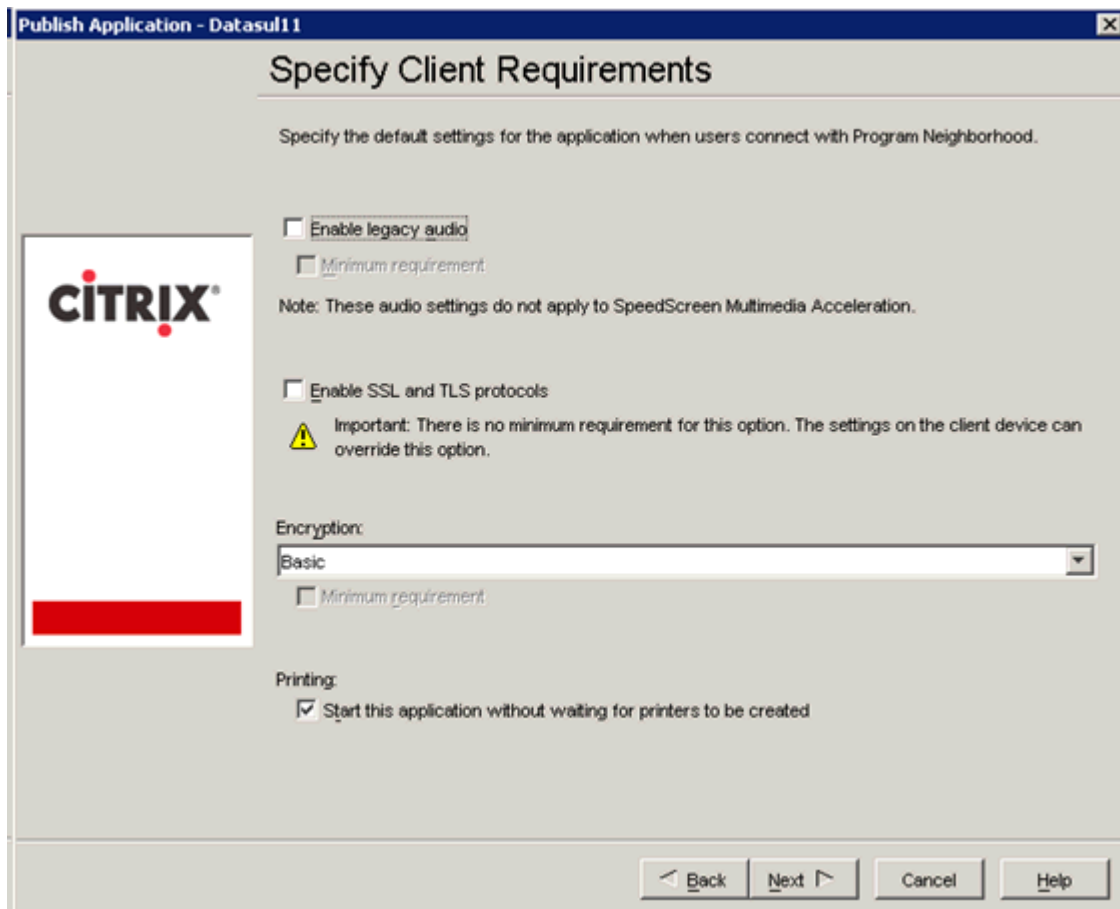 Publish Application - Datasul11
Specify Client Requirements
Specify the default settings for the application when users connect with Program Neighborhood.
Enable legacy audio
Minimum requirement
CITRIX®
Note: These audio settings do not apply to SpeedScreen Multimedia Acceleration.
Enable SSL and TLS protocols
Important: There is no minimum requirement for this option. The settings on the client device can
override this option.
Encryption:
Basic
Minimum requirement
Printing:
Start this application without waiting for printers to be created
Back
Next
Cancel
Help